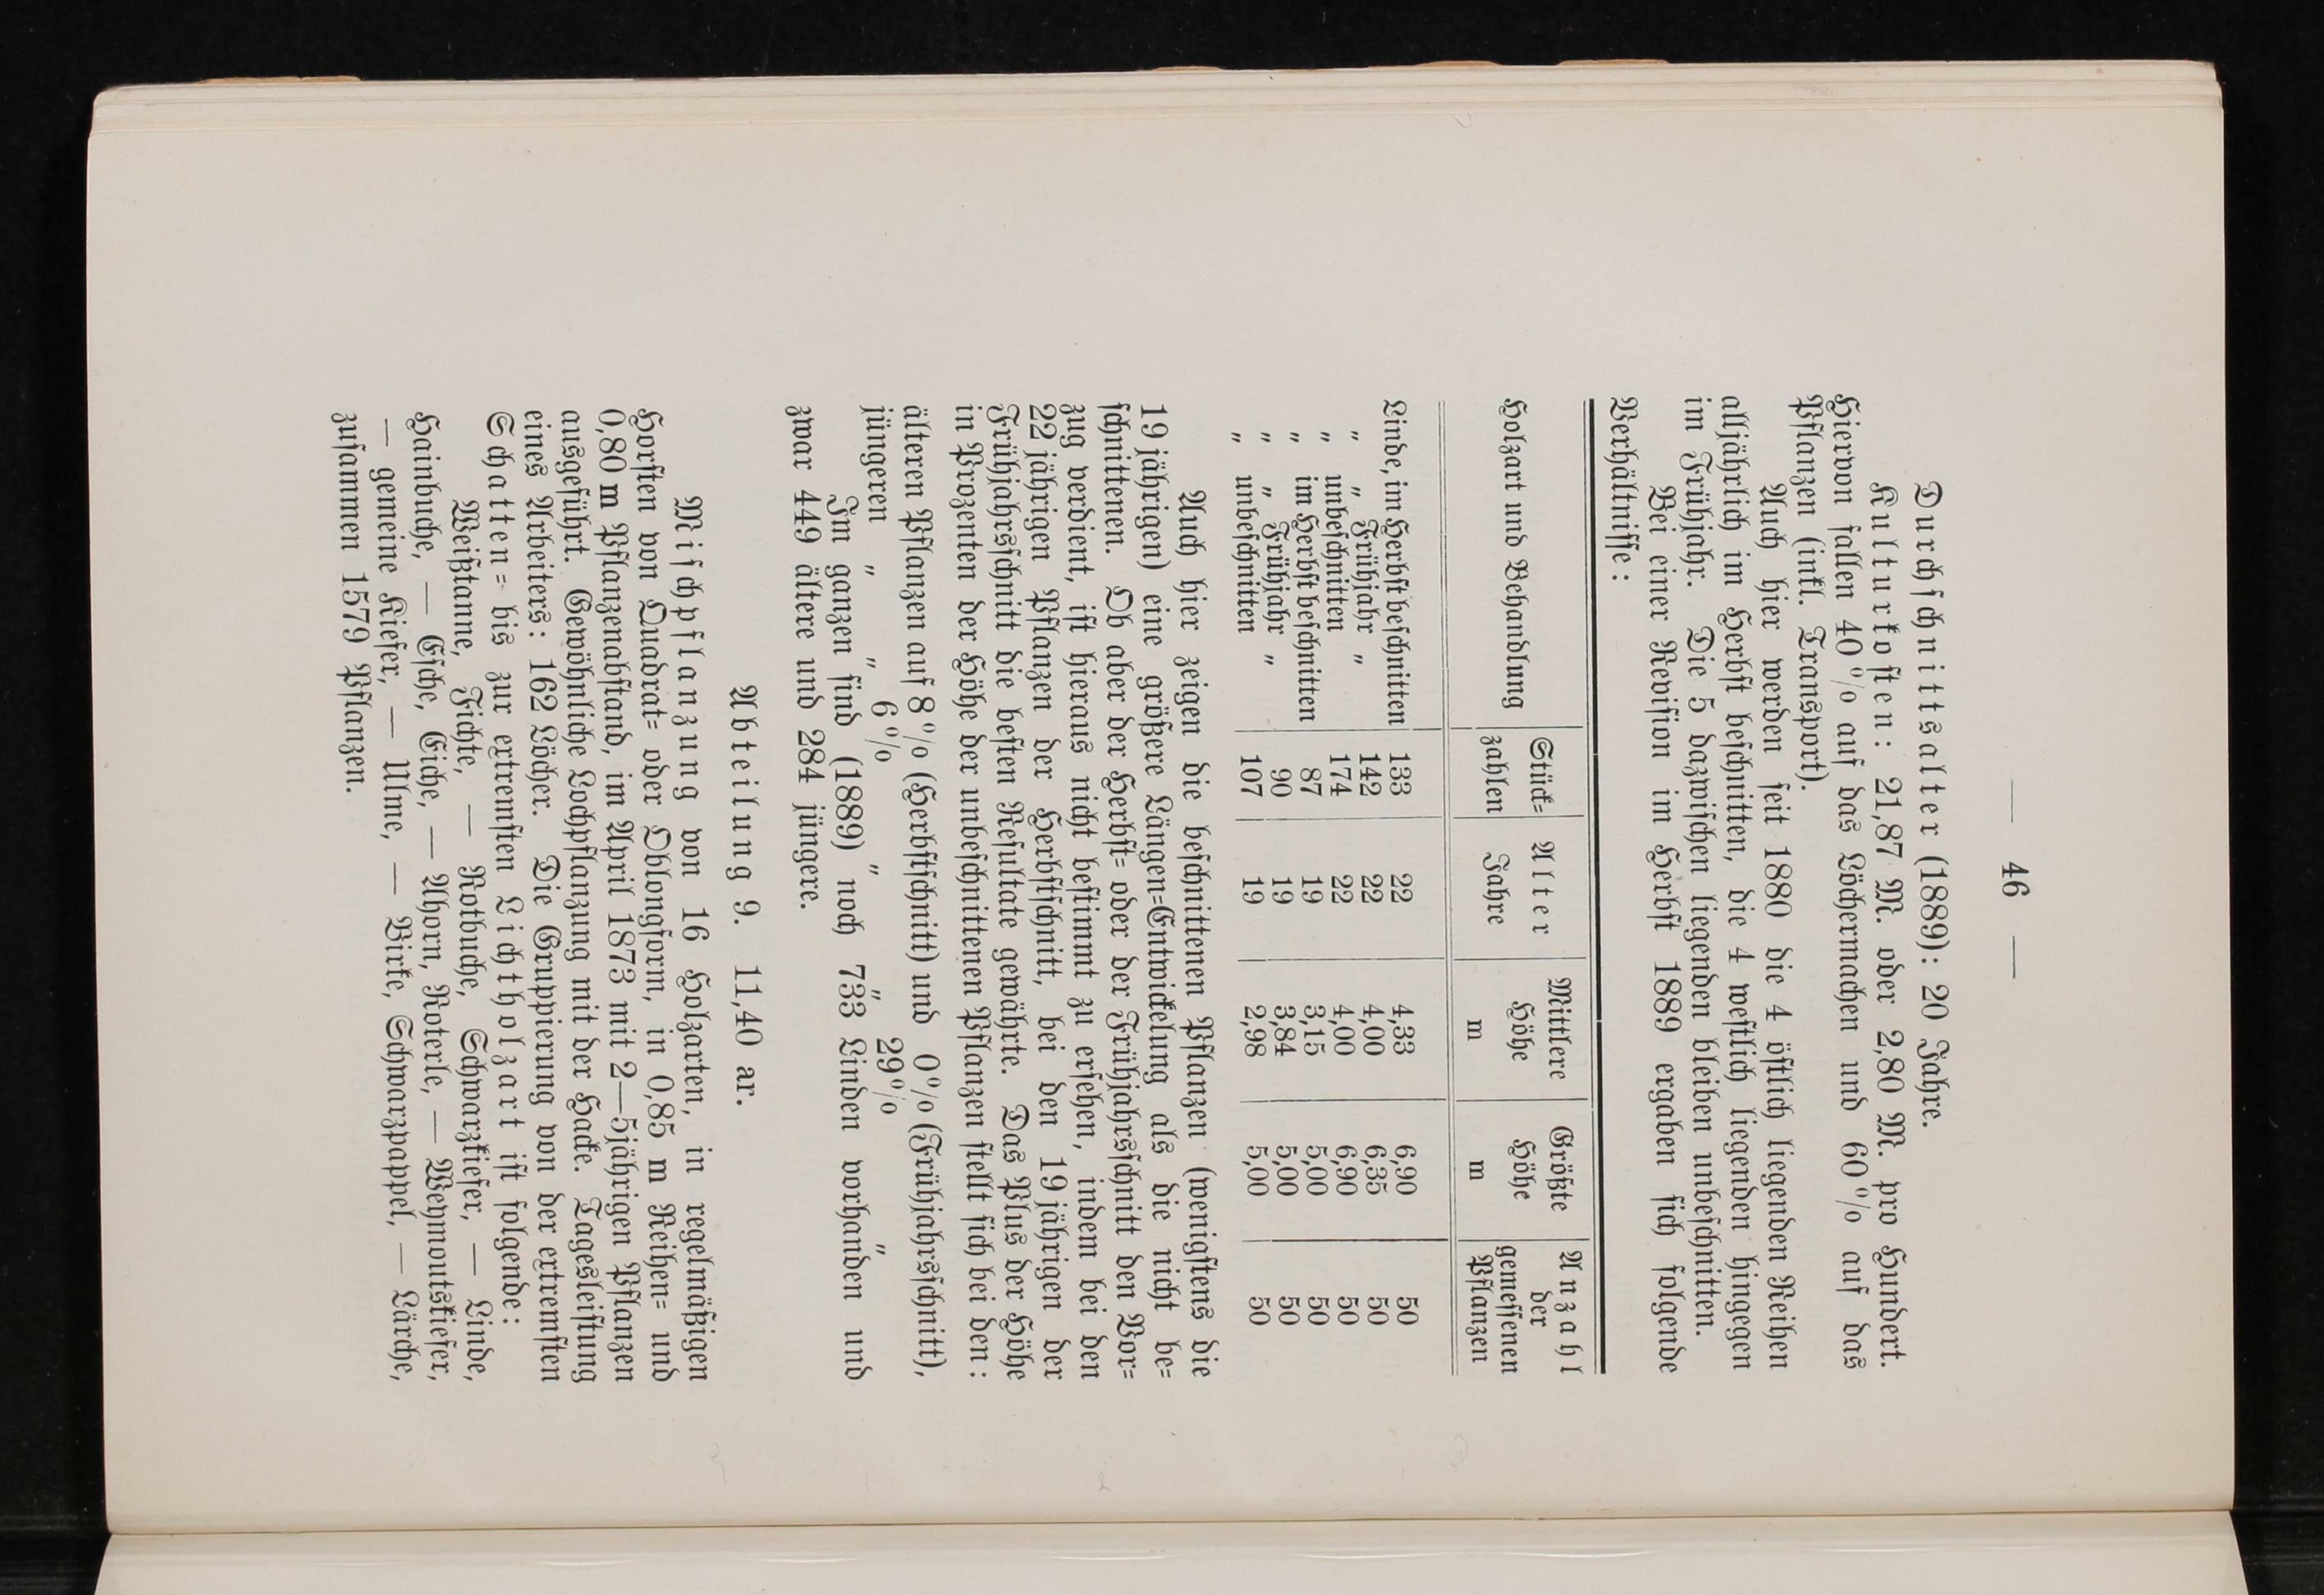 — 46 —
Durchschnittsalter (1889): 20 Jahre.
Kulturkosten: 21,87 M. oder 2,80 M. pro Hundert.
Hiervon fallen 40 % auf das Löchermachen und 60 % auf das
Pflanzen (inkl. Transport).
Auch hier werden seit 1880 die 4 östlich liegenden Reihen
alljährlich im Herbst beschnitten, die 4 westlich liegenden hingegen
im Frühjahr. Die 5 dazwischen liegenden bleiben unbeschnitten.
Bei einer Revision im Herbst 1889 ergaben sich folgende
Verhältnisse:
Holzart und Behandlung | Stück=zahlen | Alter Jahre | Mittlere Höhe m | Größte Höhe m | Anzahl der gemessenen Pflanzen
Linde, im Herbst beschnitten | 133 | 22 | 4,33 | 6,90 | 50
„ „ Frühjahr „ | 142 | 22 | 4,00 | 6,35 | 50
„ unbeschnitten | 174 | 22 | 4,00 | 6,90 | 50
„ im Herbst beschnitten | 87 | 19 | 3,15 | 5,00 | 50
„ „ Frühjahr „ | 90 | 19 | 3,84 | 5,00 | 50
„ unbeschnitten | 107 | 19 | 2,98 | 5,00 | 50
Auch hier zeigen die beschnittenen Pflanzen (wenigstens die
19 jährigen) eine größere Längen=Entwickelung als die nicht be=
schnittenen. Ob aber der Herbst= oder der Frühjahrsschnitt den Vor=
zug verdient, ist hieraus nicht bestimmt zu ersehen, indem bei den
22 jährigen Pflanzen der Herbstschnitt, bei den 19 jährigen der
Frühjahrsschnitt die besten Resultate gewährte. Das Plus der Höhe
in Prozenten der Höhe der unbeschnittenen Pflanzen stellt sich bei den:
älteren Pflanzen auf 8 % (Herbstschnitt) und 0 % (Frühjahrsschnitt),
jüngeren „ „ 6 % „ „ 29 % „
Im ganzen sind (1889) noch 733 Linden vorhanden und
zwar 449 ältere und 284 jüngere.
Abteilung 9. 11,40 ar.
Mischpflanzung von 16 Holzarten, in regelmäßigen
Horsten von Quadrat= oder Oblongform, in 0,85 m Reihen= und
0,80 m Pflanzenabstand, im April 1873 mit 2—5jährigen Pflanzen
ausgeführt. Gewöhnliche Lochpflanzung mit der Hacke. Tagesleistung
eines Arbeiters: 162 Löcher. Die Gruppierung von der extremsten
Schatten= bis zur extremsten Lichtholzart ist folgende:
Weißtanne, Fichte, — Rotbuche, Schwarzkiefer, — Linde,
Hainbuche, — Esche, Eiche, — Ahorn, Roterle, — Weymoutskiefer,
— gemeine Kiefer, — Ulme, — Birke, Schwarzpappel, — Lärche,
zusammen 1579 Pflanzen.